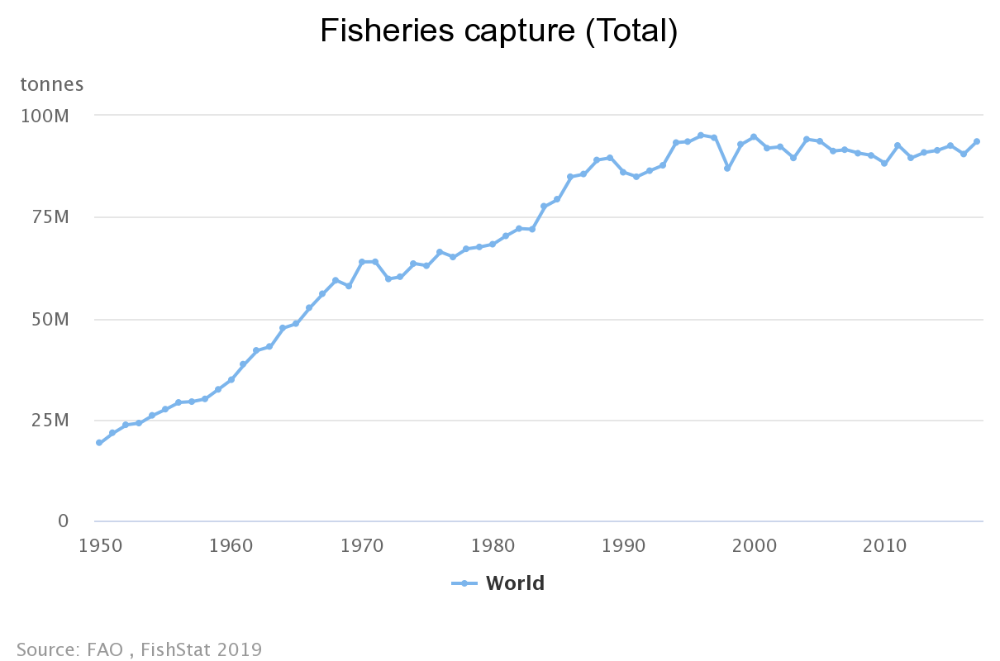 Fisheries capture (Total)
tonnes
100M
75M
50M
25M
0
1950 1960 1970 1980 1990 2000 2010
World
Source: FAO , FishStat 2019